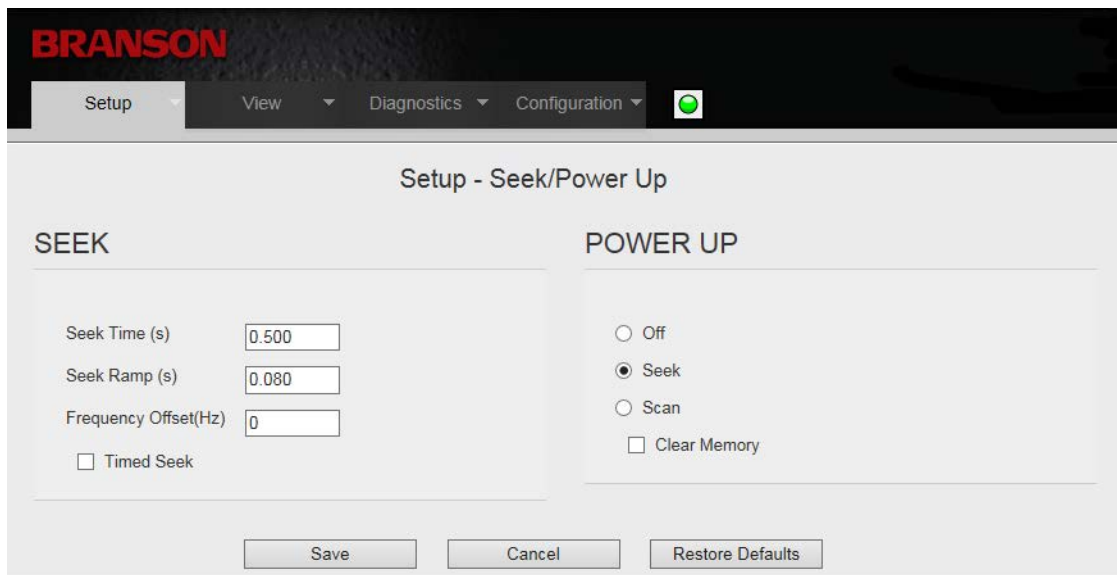 BRANSON
Setup View Diagnostics Configuration
Setup - Seek/Power Up
SEEK
Seek Time (s) 0.500
Seek Ramp (s) 0.080
Frequency Offset(Hz) 0
Timed Seek
POWER UP
Off
Seek
Scan
Clear Memory
Save Cancel Restore Defaults